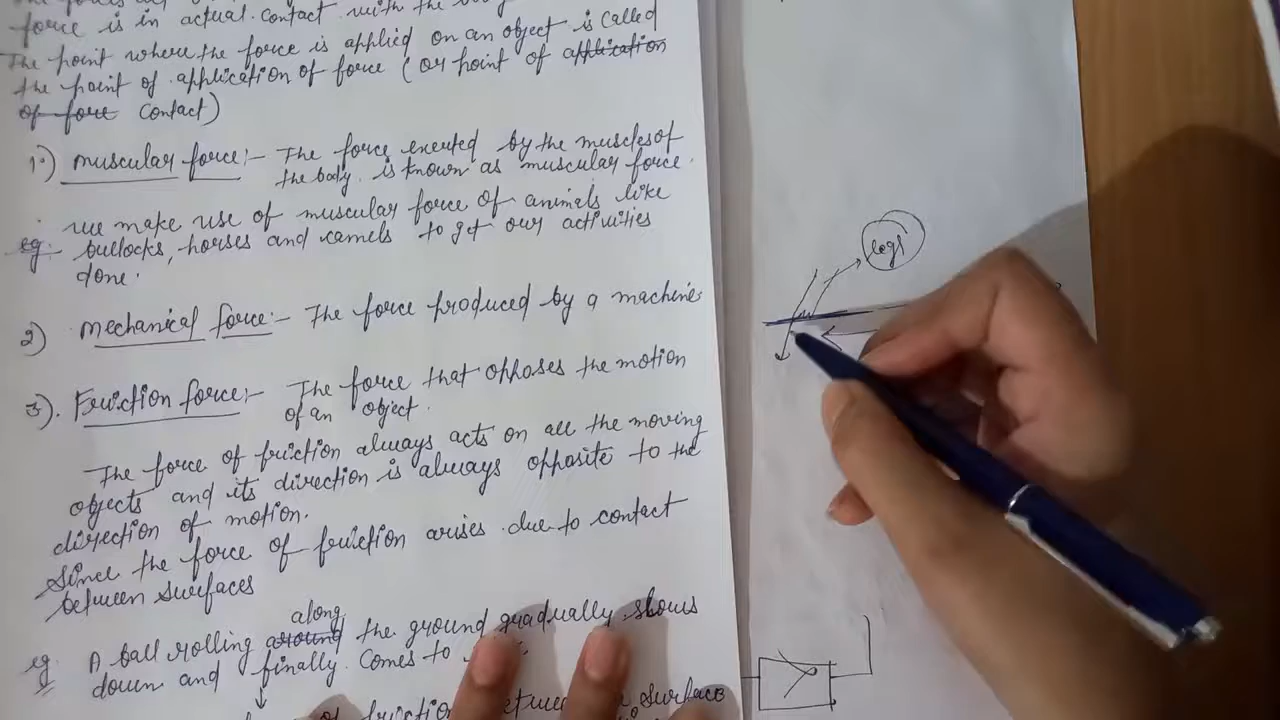 force is in actual contact with the
The point where the force is applied on an object is called
the point of application of force (or point of application
of force contact)
1.) Muscular force:- The force exerted by the muscles of
the body is known as muscular force.
we make use of muscular force of animals like
eg:- bullocks, horses and camels to get our activities
done.
2) Mechanical force:- The force produced by a machine
3). Friction force:- The force that opposes the motion
of an object.
The force of friction always acts on all the moving
objects and its direction is always opposite to the
direction of motion.
Since the force of friction arises due to contact
between surfaces
along
eg: A ball rolling around the ground gradually slows
down and finally comes to
of friction surface
legs